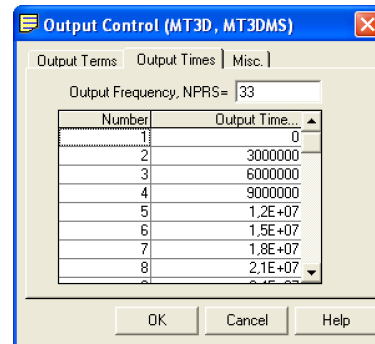 Output Control (MT3D, MT3DMS)
Output Terms Output Times Misc.
Output Frequency, NPRS= 33
Number Output Time...
1 0
2 3000000
3 6000000
4 9000000
5 1,2E+07
6 1,5E+07
7 1,8E+07
8 2,1E+07
OK Cancel Help